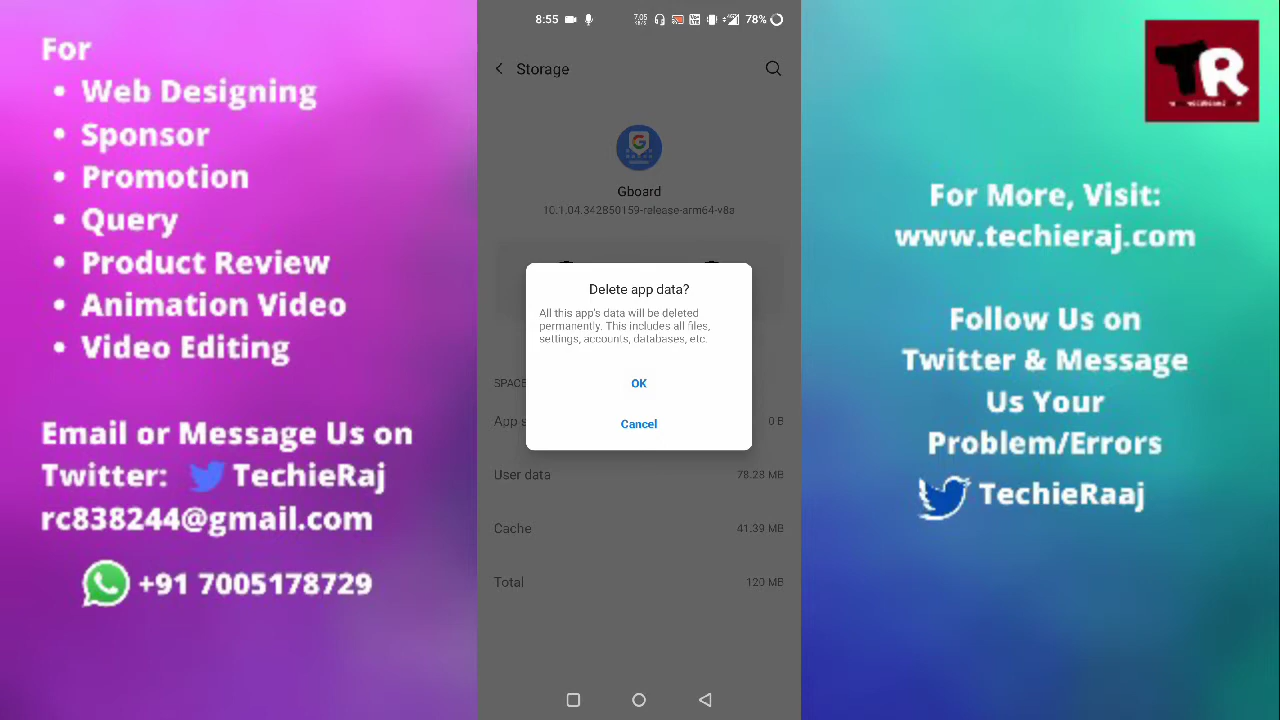 For
• Web Designing
• Sponsor
• Promotion
• Query
• Product Review
• Animation Video
• Video Editing
Email or Message Us on
Twitter: TechieRaj
rc838244@gmail.com
+91 7005178729
8:55
7.05
78%
Storage
Gboard
10.1.04.342850159-release-arm64-v8a
Delete app data?
All this app's data will be deleted
permanently. This includes all files,
settings, accounts, databases, etc.
OK
Cancel
SPACE
App s
0 B
User data 78.28 MB
Cache 41.39 MB
Total 120 MB
TR
For More, Visit:
www.techieraj.com
Follow Us on
Twitter & Message
Us Your
Problem/Errors
TechieRaaj